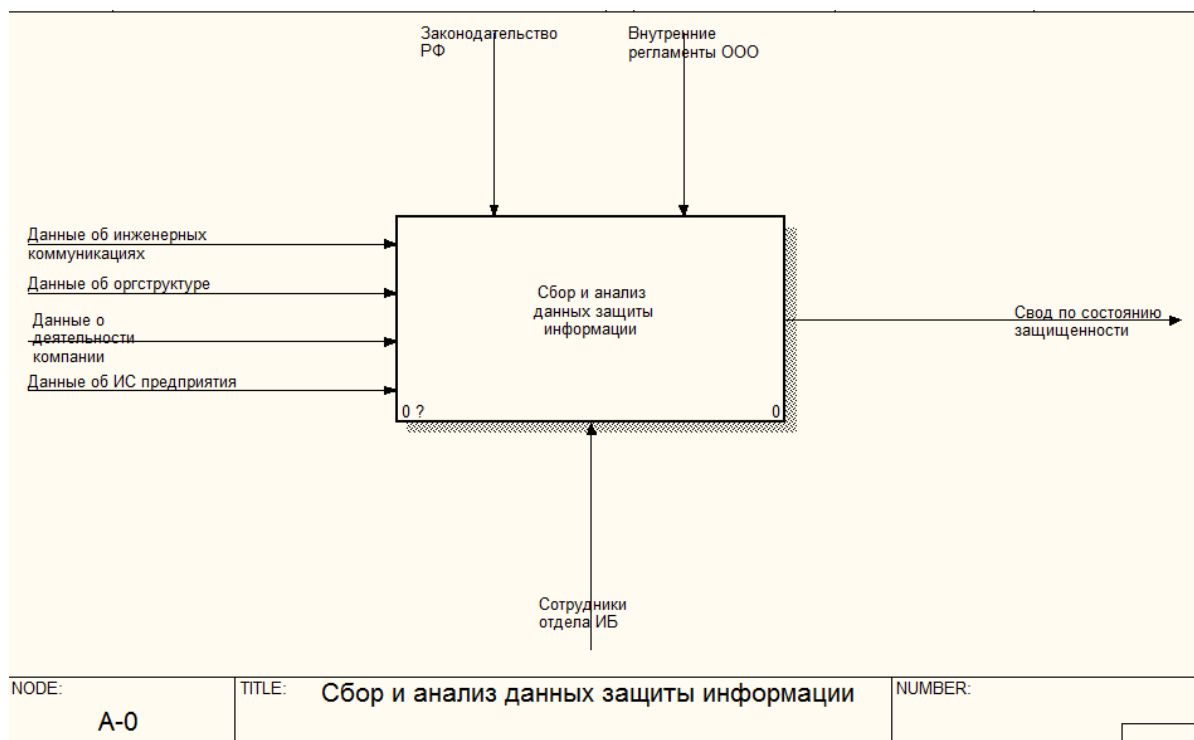 Законодательство
РФ
Внутренние
регламенты ООО
Данные об инженерных
коммуникациях
Данные об оргструктуре
Данные о
деятельности
компании
Данные об ИС предприятия
Сбор и анализ
данных защиты
информации
0 ?
0
Свод по состоянию
защищенности
Сотрудники
отдела ИБ
NODE:
A-0
TITLE:
Сбор и анализ данных защиты информации
NUMBER: